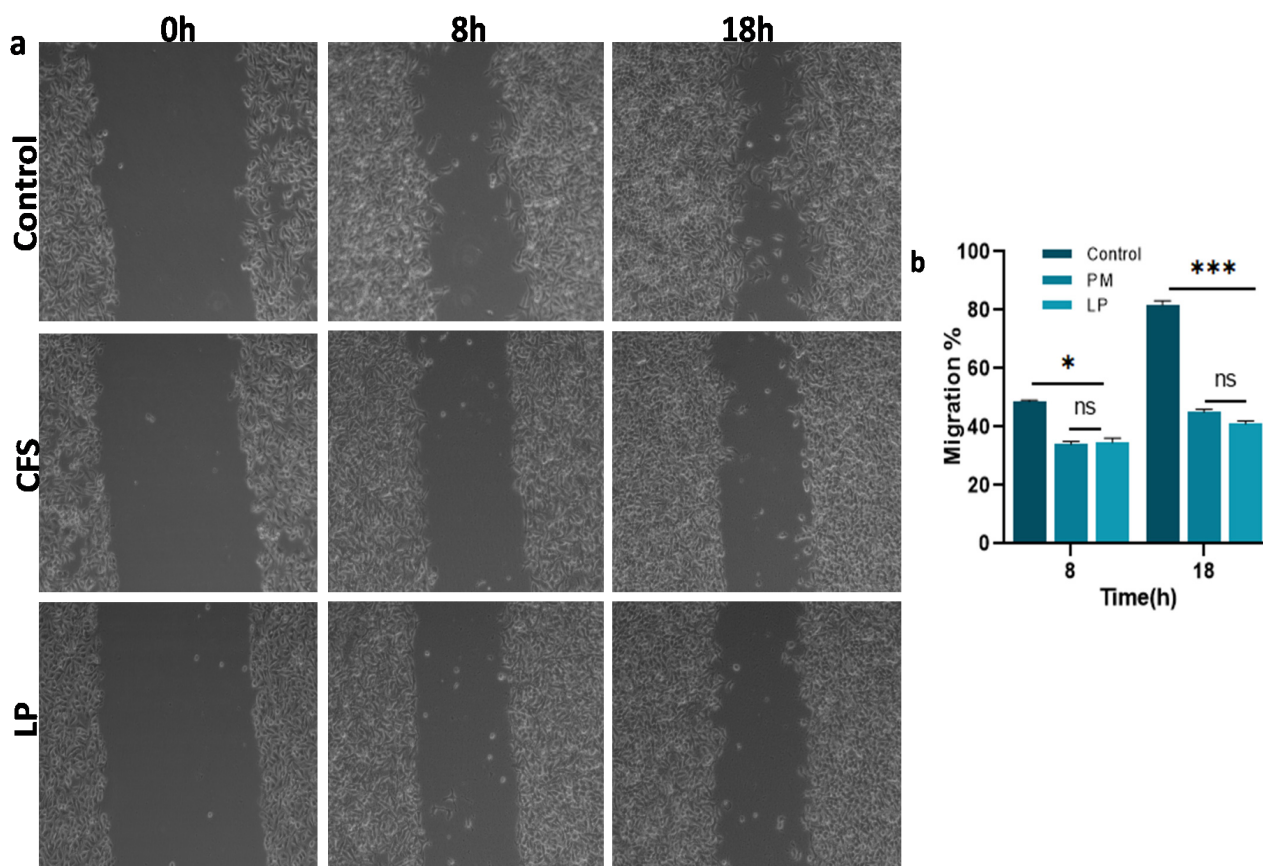 a
0h 8h 18h
Control
CFS
LP
b
Migration %
100
80
60
40
20
0
Control
PM
LP
*
ns
***
ns
8 18
Time(h)